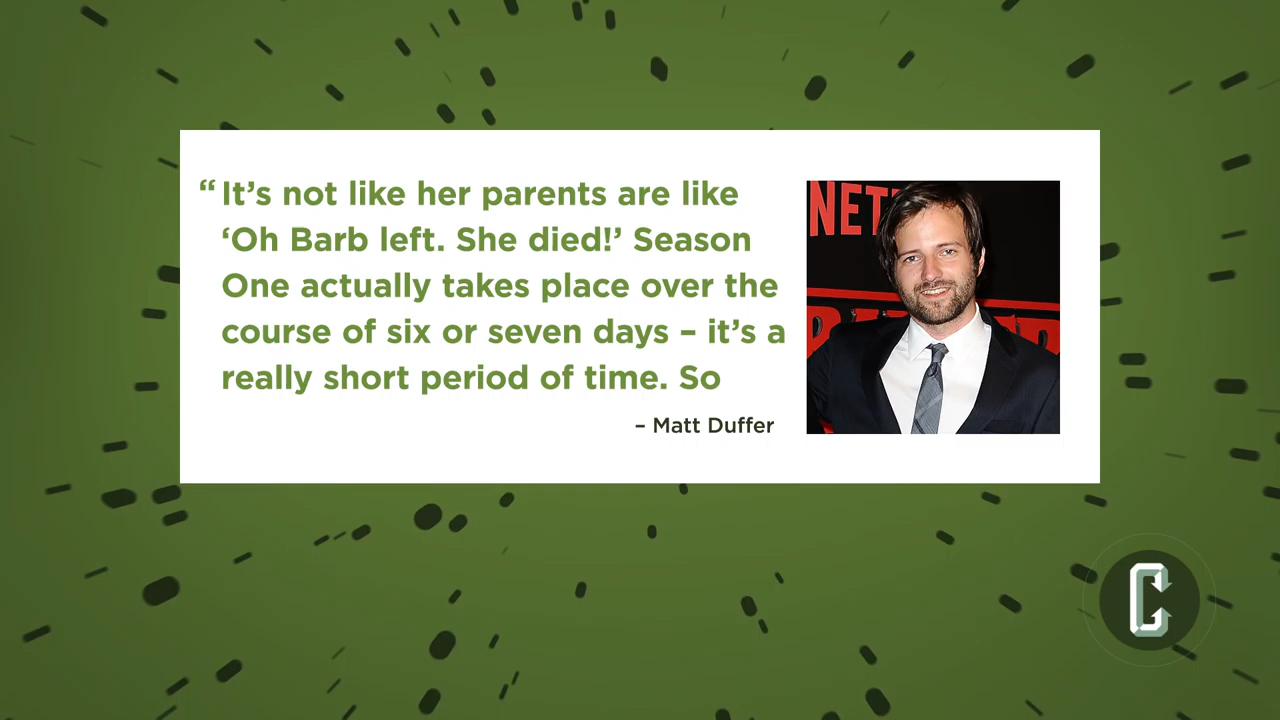 “ It’s not like her parents are like
‘Oh Barb left. She died!’ Season
One actually takes place over the
course of six or seven days – it’s a
really short period of time. So
– Matt Duffer
NET
C